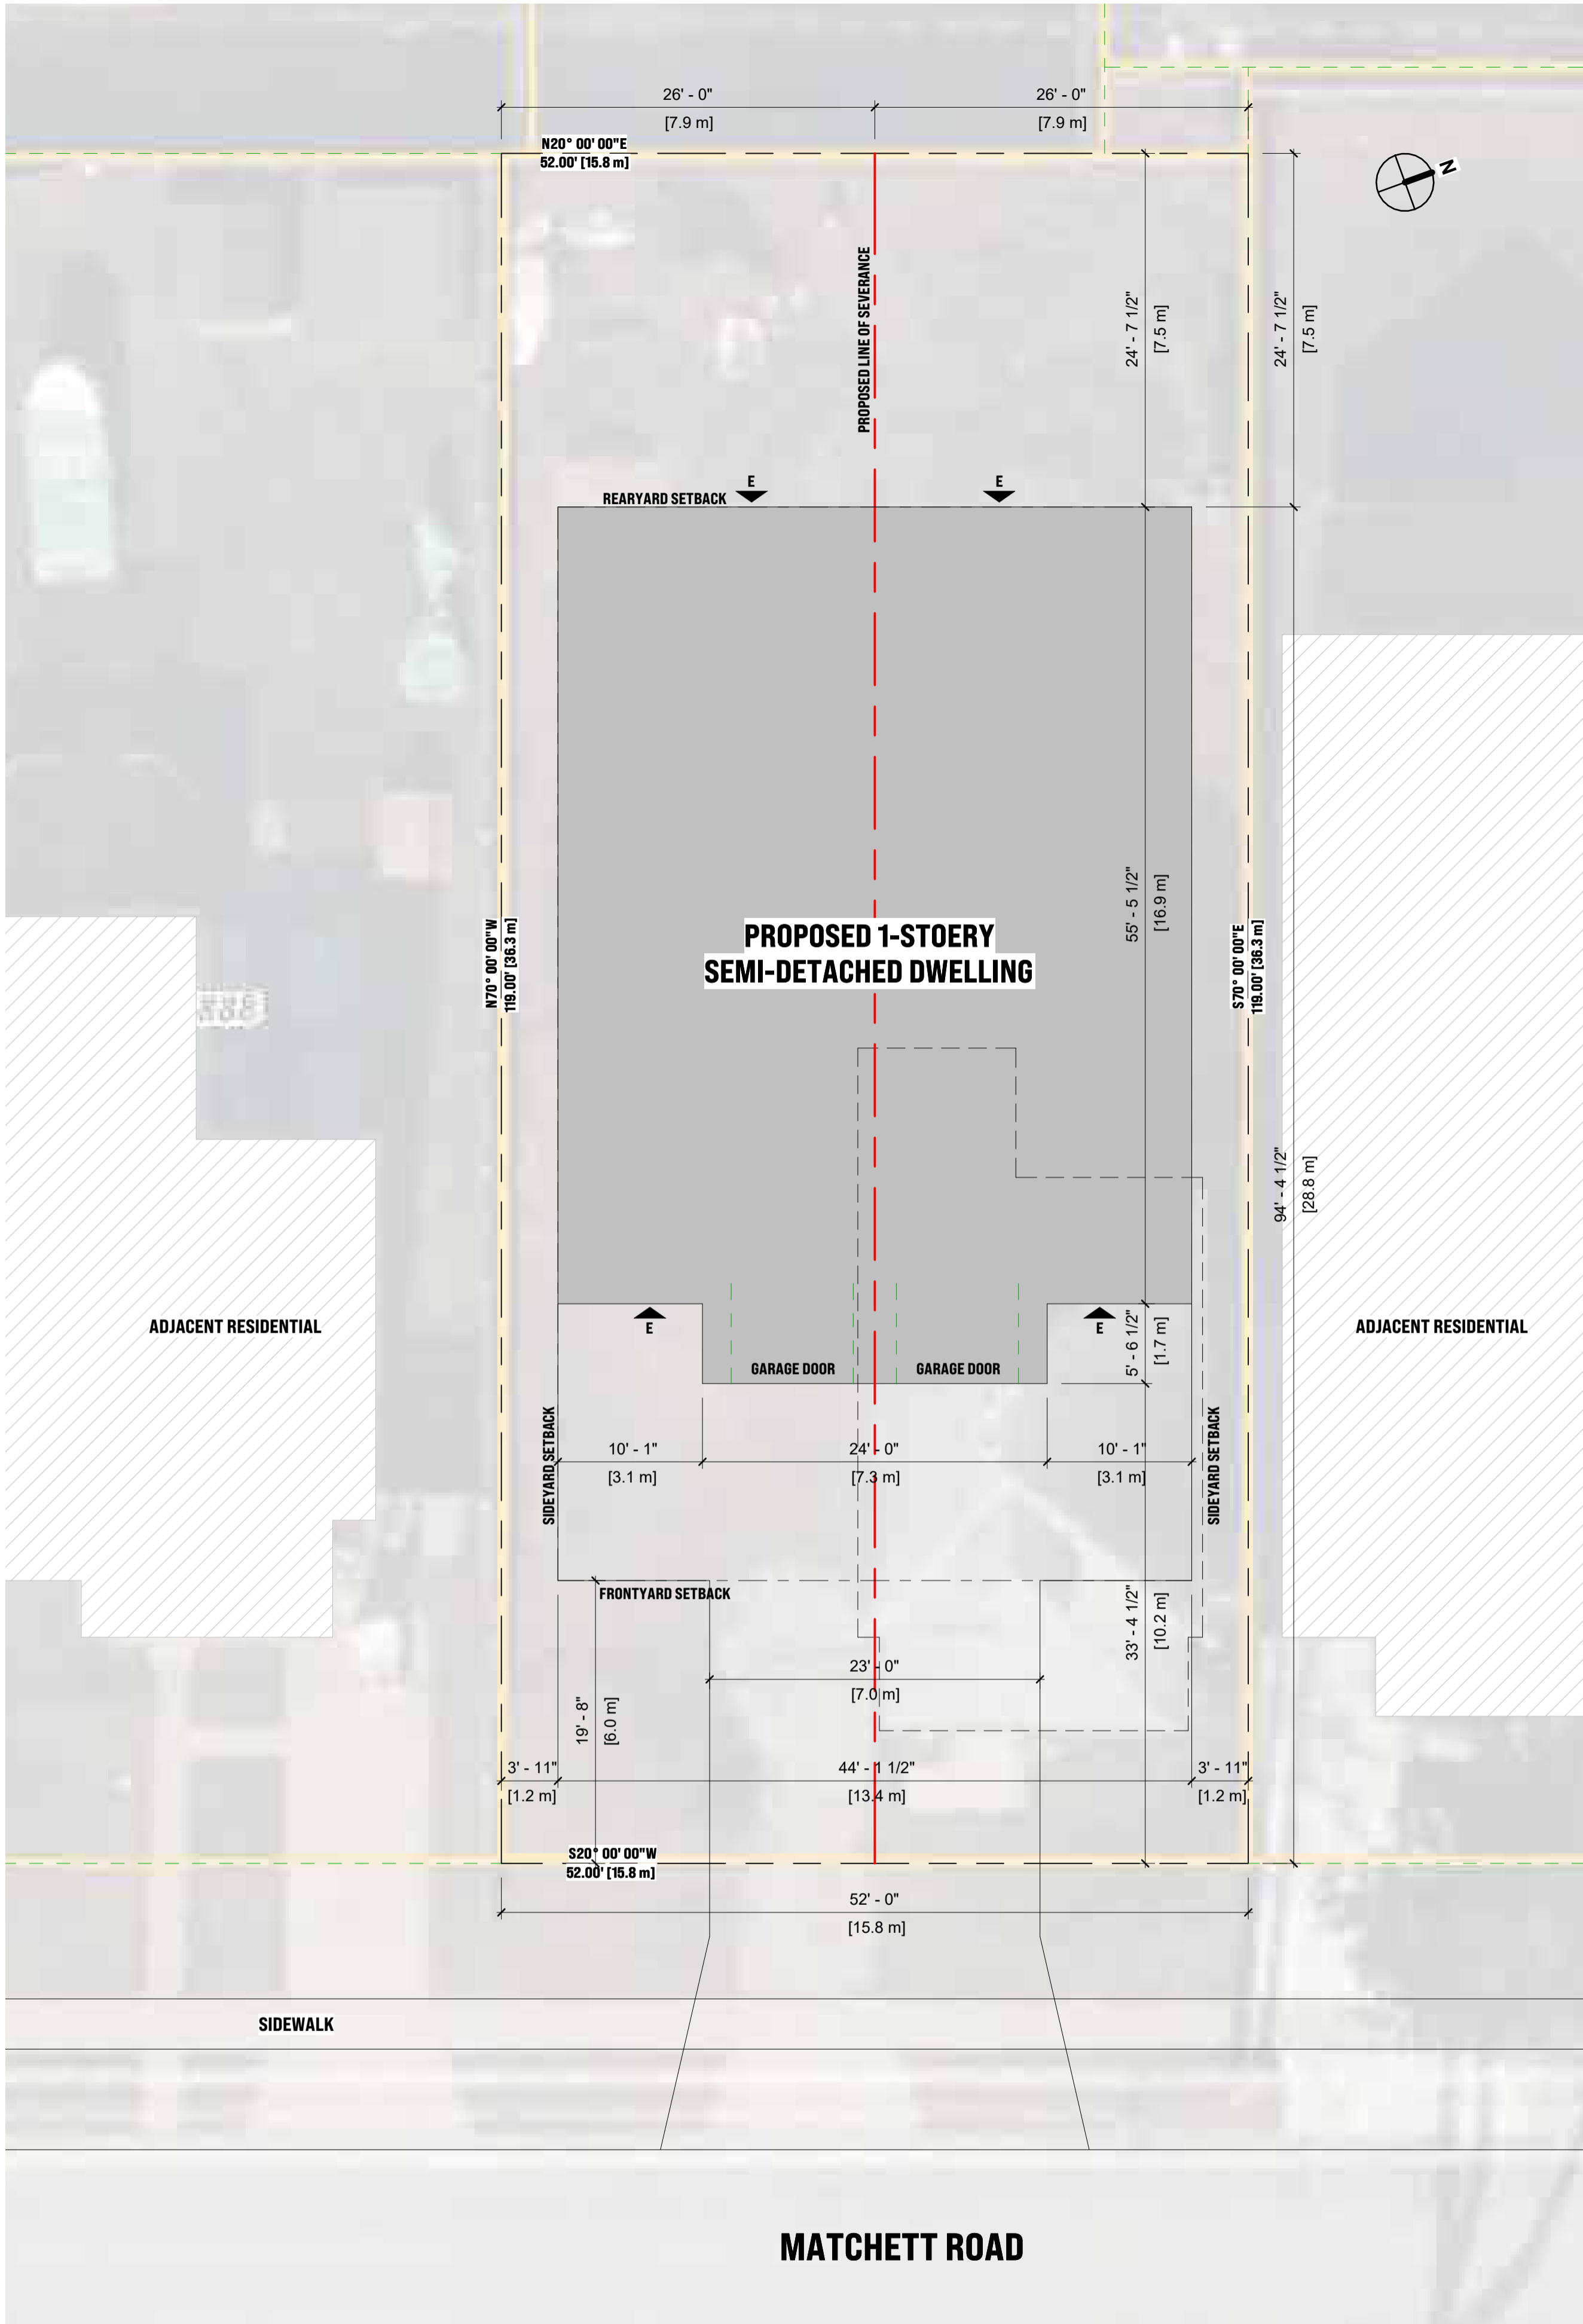 26' - 0"
[7.9 m]
26' - 0"
[7.9 m]
N20° 00' 00"E
52.00' [15.8 m]
N
PROPOSED LINE OF SEVERANCE
24' - 7 1/2"
[7.5 m]
24' - 7 1/2"
[7.5 m]
E
E
REARYARD SETBACK
55' - 5 1/2"
[16.9 m]
PROPOSED 1-STOERY
SEMI-DETACHED DWELLING
N70° 00' 00"W
119.00' [36.3 m]
S70° 00' 00"E
119.00' [36.3 m]
888
94' - 4 1/2"
[28.8 m]
ADJACENT RESIDENTIAL
E
E
5' - 6 1/2"
[1.7 m]
ADJACENT RESIDENTIAL
GARAGE DOOR
GARAGE DOOR
SIDEYARD SETBACK
10' - 1"
[3.1 m]
24' - 0"
[7.3 m]
10' - 1"
[3.1 m]
SIDEYARD SETBACK
FRONTYARD SETBACK
33' - 4 1/2"
[10.2 m]
23' - 0"
[7.0 m]
19' - 8"
[6.0 m]
3' - 11"
[1.2 m]
44' - 1 1/2"
[13.4 m]
3' - 11"
[1.2 m]
S20° 00' 00"W
52.00' [15.8 m]
52' - 0"
[15.8 m]
SIDEWALK
MATCHETT ROAD